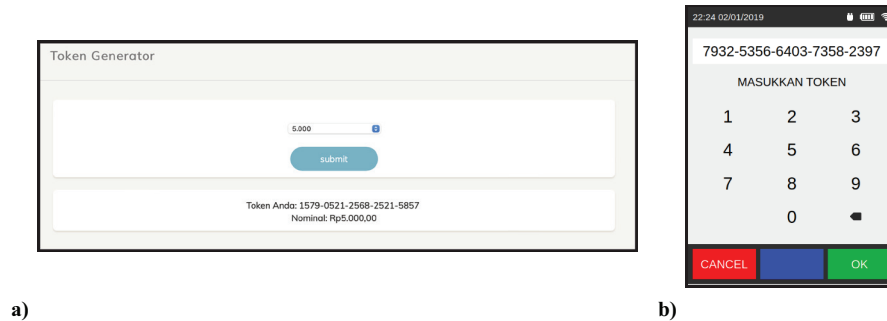 Token Generator
5.000
submit
Token Anda: 1579-0521-2568-2521-5857
Nominal: Rp5.000,00
a)
22:24 02/01/2019
7932-5356-6403-7358-2397
MASUKKAN TOKEN
1 2 3
4 5 6
7 8 9
0
CANCEL OK
b)